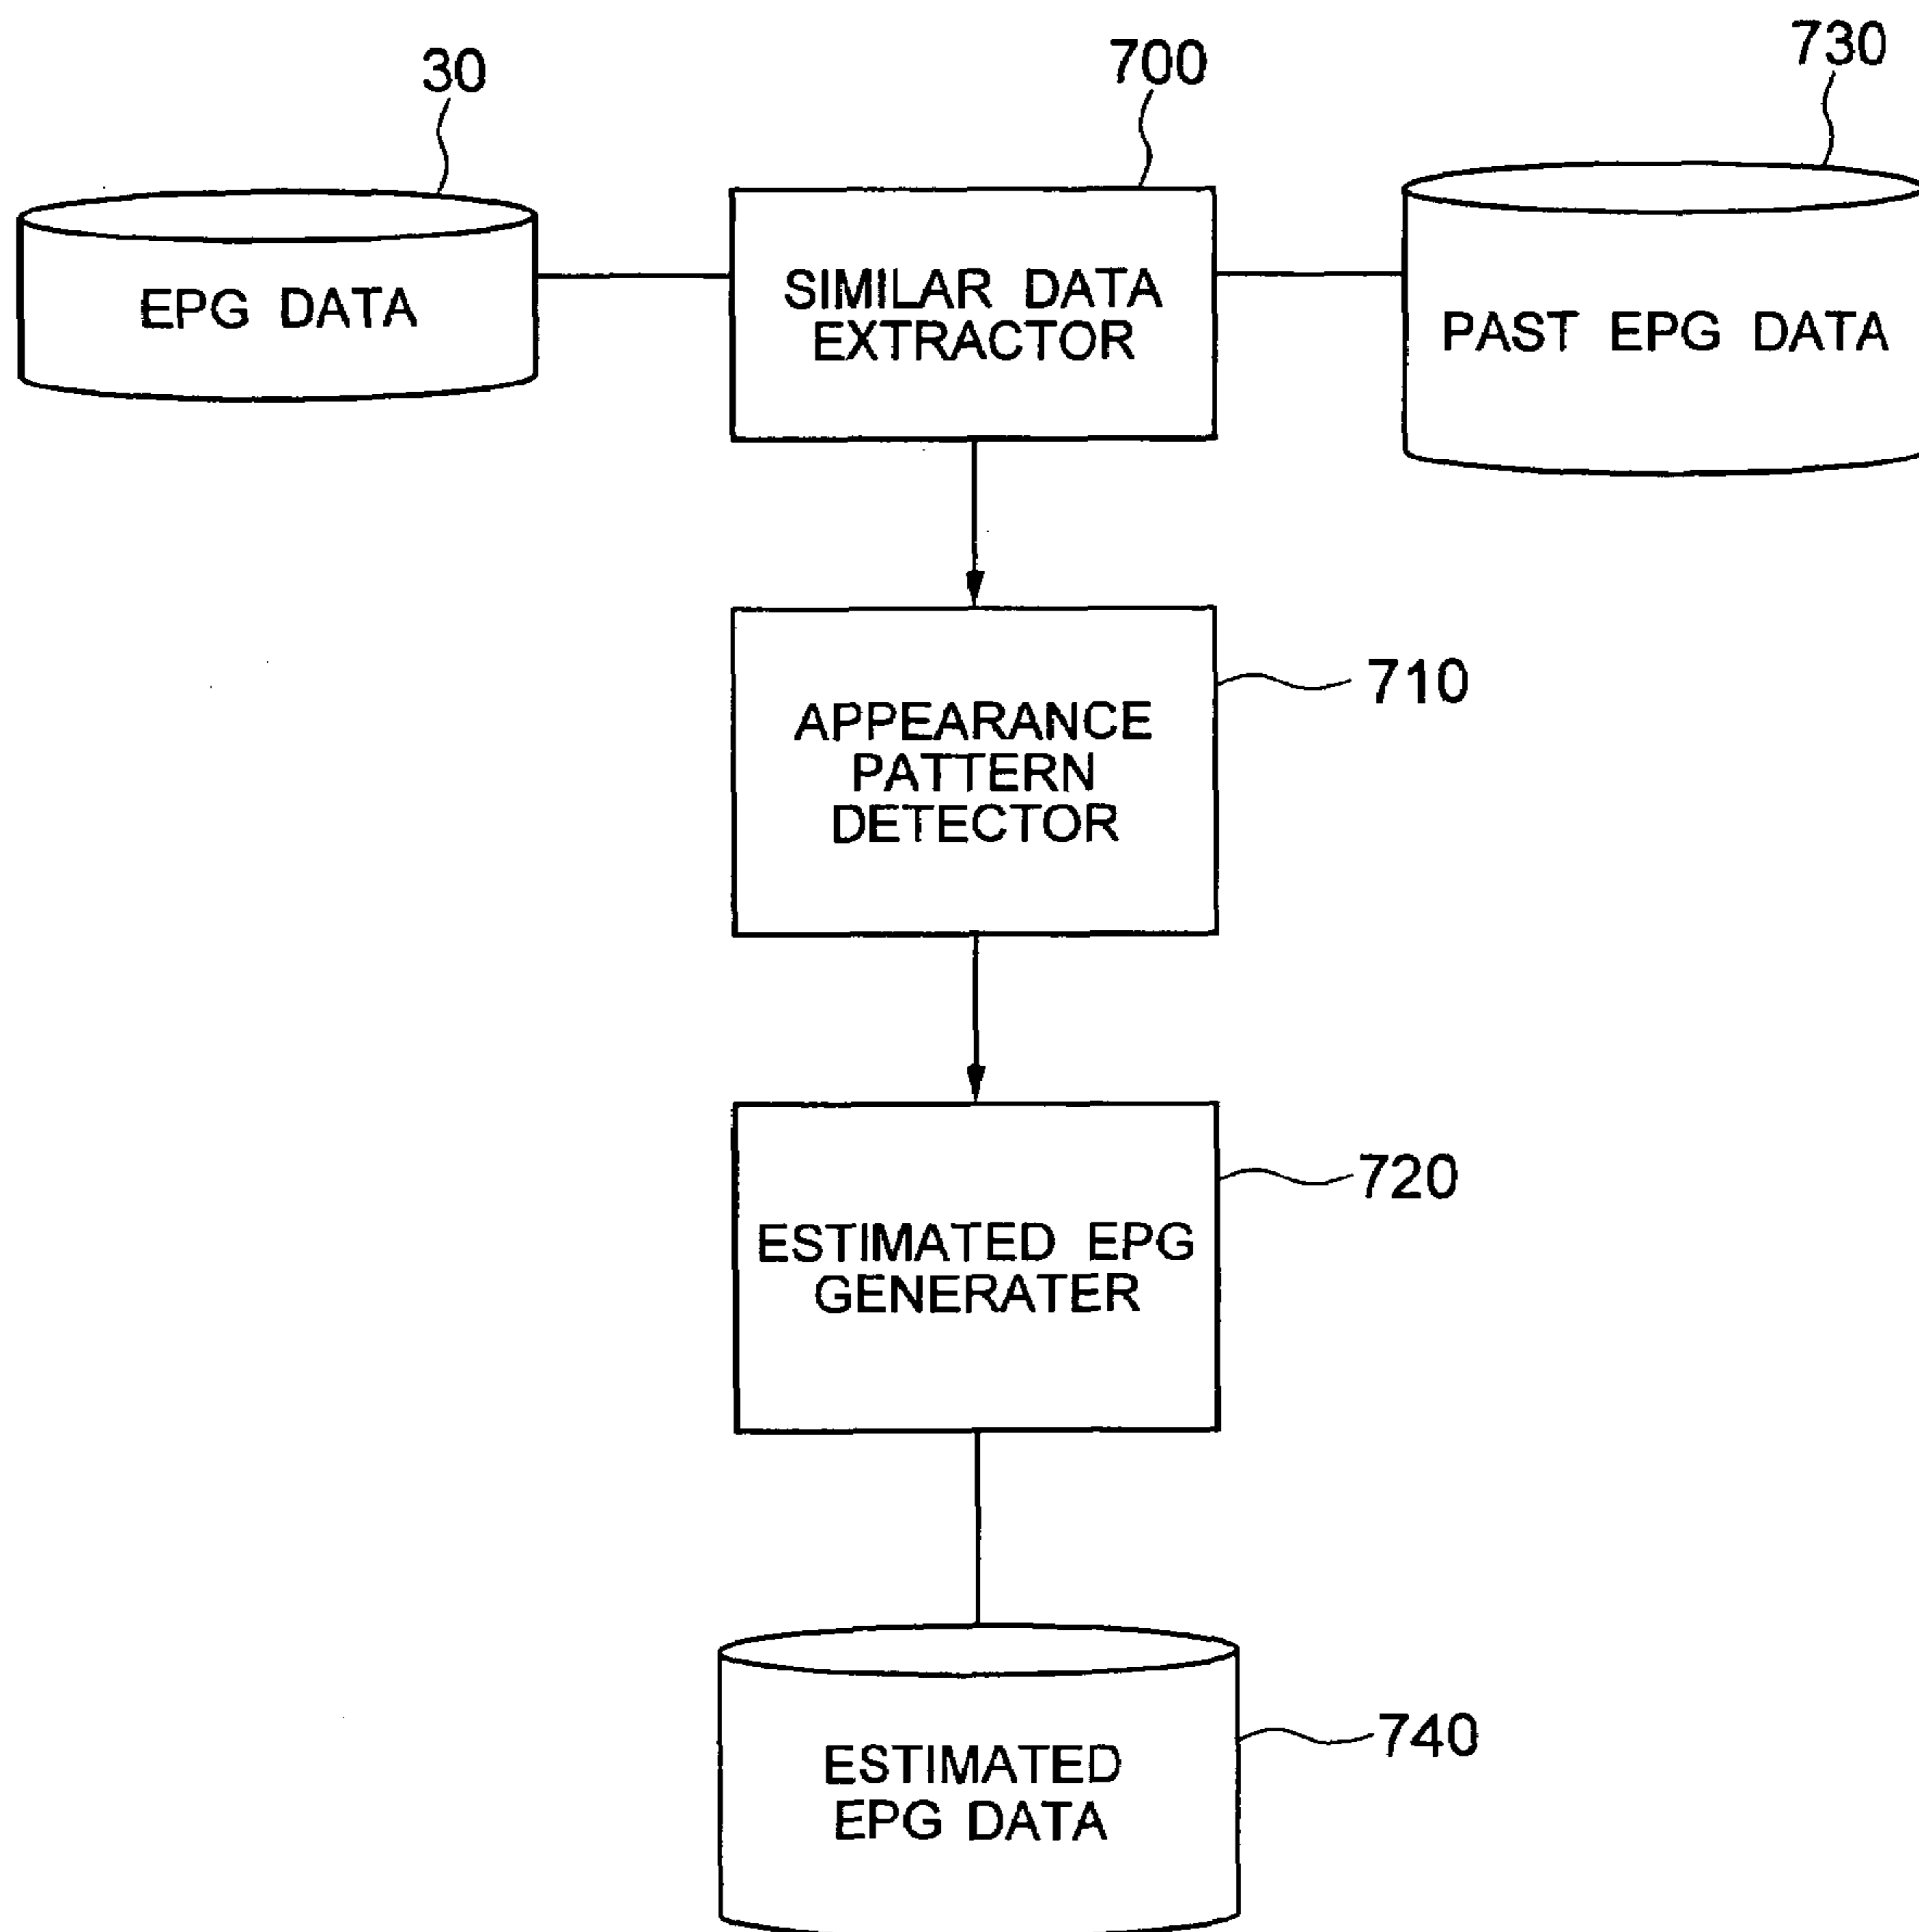 30
700
730
EPG DATA
SIMILAR DATA
EXTRACTOR
PAST EPG DATA
710
APPEARANCE
PATTERN
DETECTOR
720
ESTIMATED EPG
GENERATER
740
ESTIMATED
EPG DATA